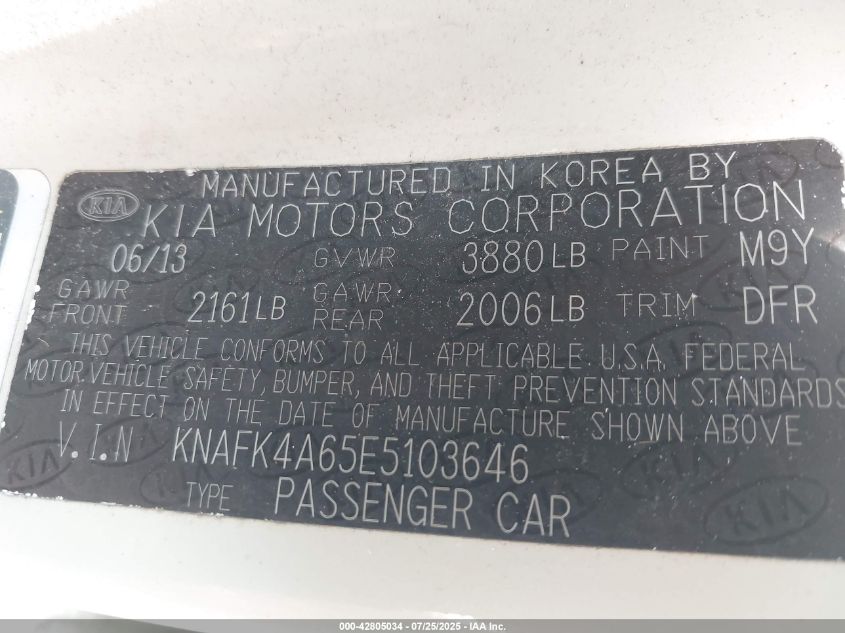 MANUFACTURED IN KOREA BY
KIA KIA MOTORS CORPORATION
06/13 GVWR 3880LB PAINT M9Y
GAWR FRONT 2161LB GAWR REAR 2006LB TRIM DFR
THIS VEHICLE CONFORMS TO ALL APPLICABLE U.S.A. FEDERAL
MOTOR VEHICLE SAFETY, BUMPER, AND THEFT PREVENTION STANDARDS
IN EFFECT ON THE DATE OF MANUFACTURE SHOWN ABOVE
V.I.N KNAFK4A65E5103646
TYPE PASSENGER CAR
KIA
000-42805034 - 07/25/2025 - IAA Inc.